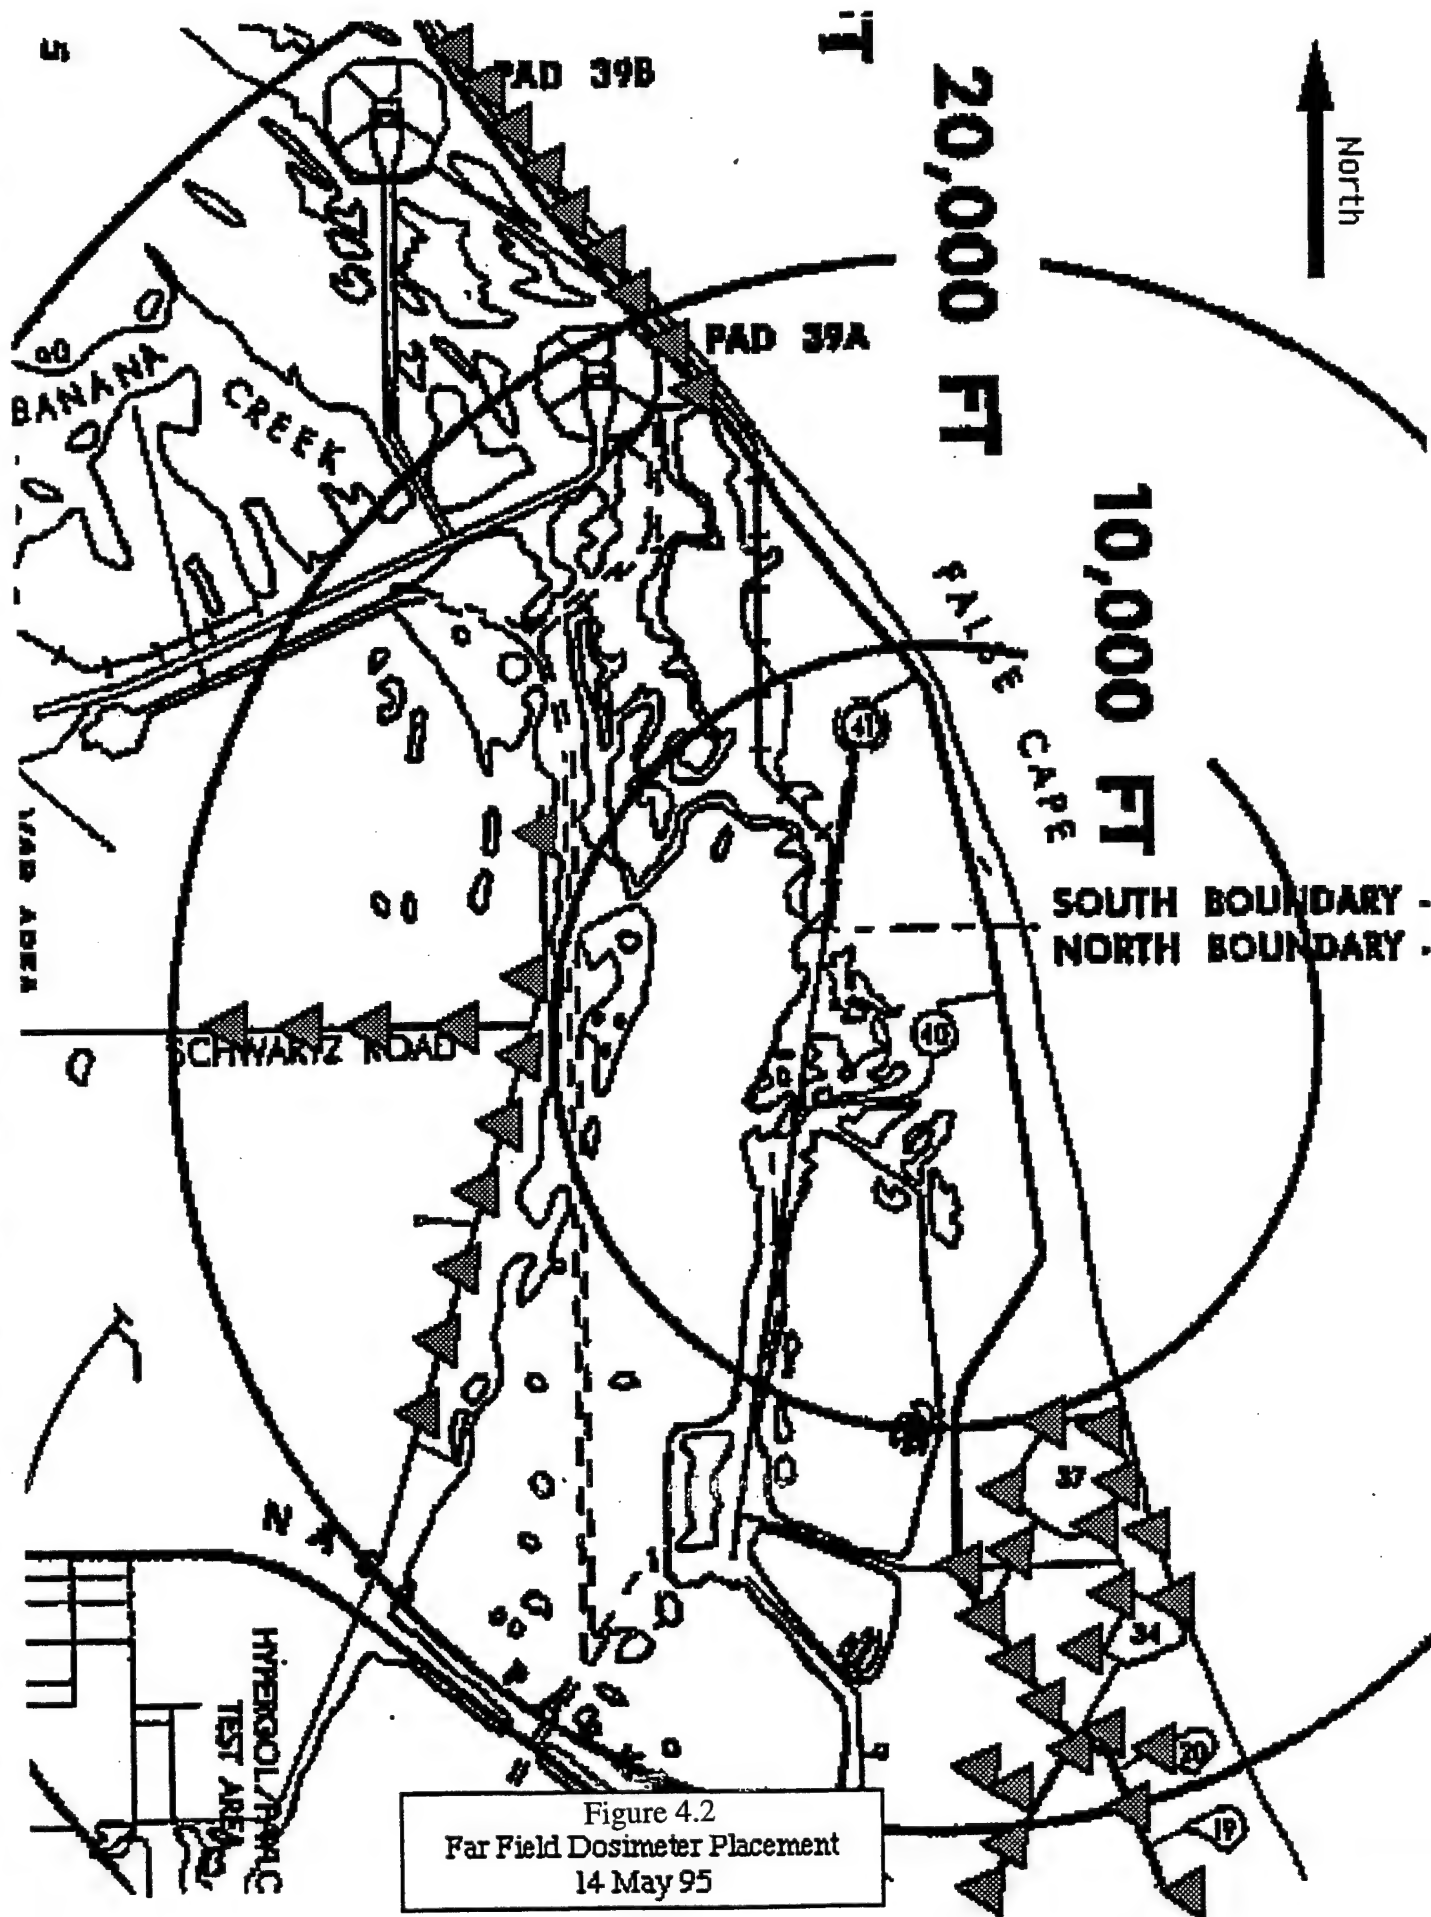 PAD 39B
20,000 FT
North
PAD 39A
BANANA
CREEK
10,000 FT
FALSE CAPE
41
SOUTH BOUNDARY -
NORTH BOUNDARY -
40
SCHWARTZ ROAD
37
34
20
19
HYPERGOL/
TEST AREA
Figure 4.2
Far Field Dosimeter Placement
14 May 95